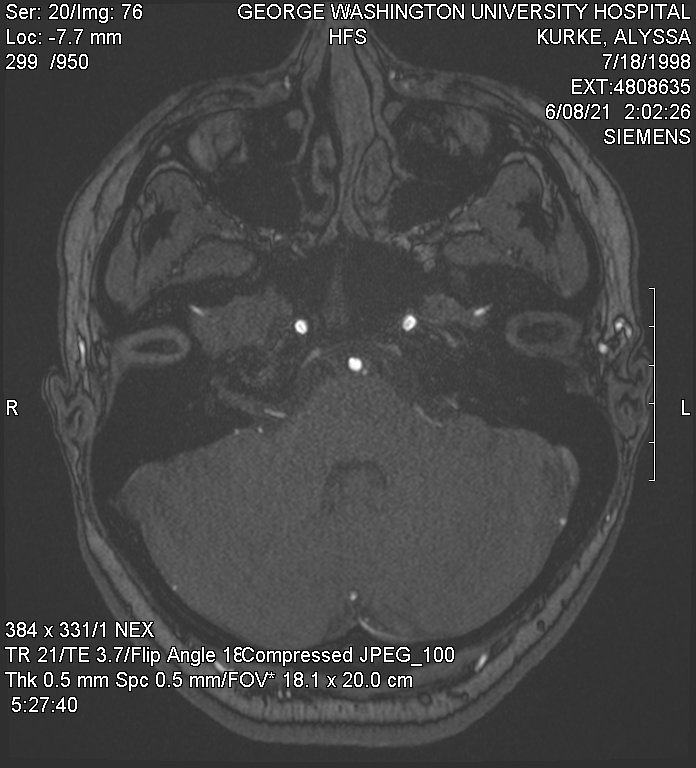 Ser: 20/Img: 76
Loc: -7.7 mm
299 /950
GEORGE WASHINGTON UNIVERSITY HOSPITAL
HFS
KURKE, ALYSSA
7/18/1998
EXT:4808635
6/08/21 2:02:26
SIEMENS
R
L
384 x 331/1 NEX
TR 21/TE 3.7/Flip Angle 18Compressed JPEG_100
Thk 0.5 mm Spc 0.5 mm/FOV* 18.1 x 20.0 cm
5:27:40